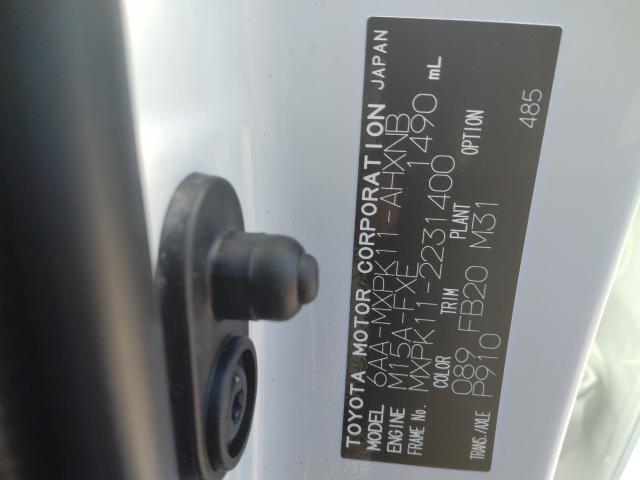 TOYOTA MOTOR CORPORATION JAPAN
MODEL 6AA-MXPK11-AHXNB
ENGINE M15A-FXE 1490 mL
FRAME No. MXPK11-2231400
COLOR TRIM PLANT OPTION
089 FB20 M31
TRANS./AXLE P910 485